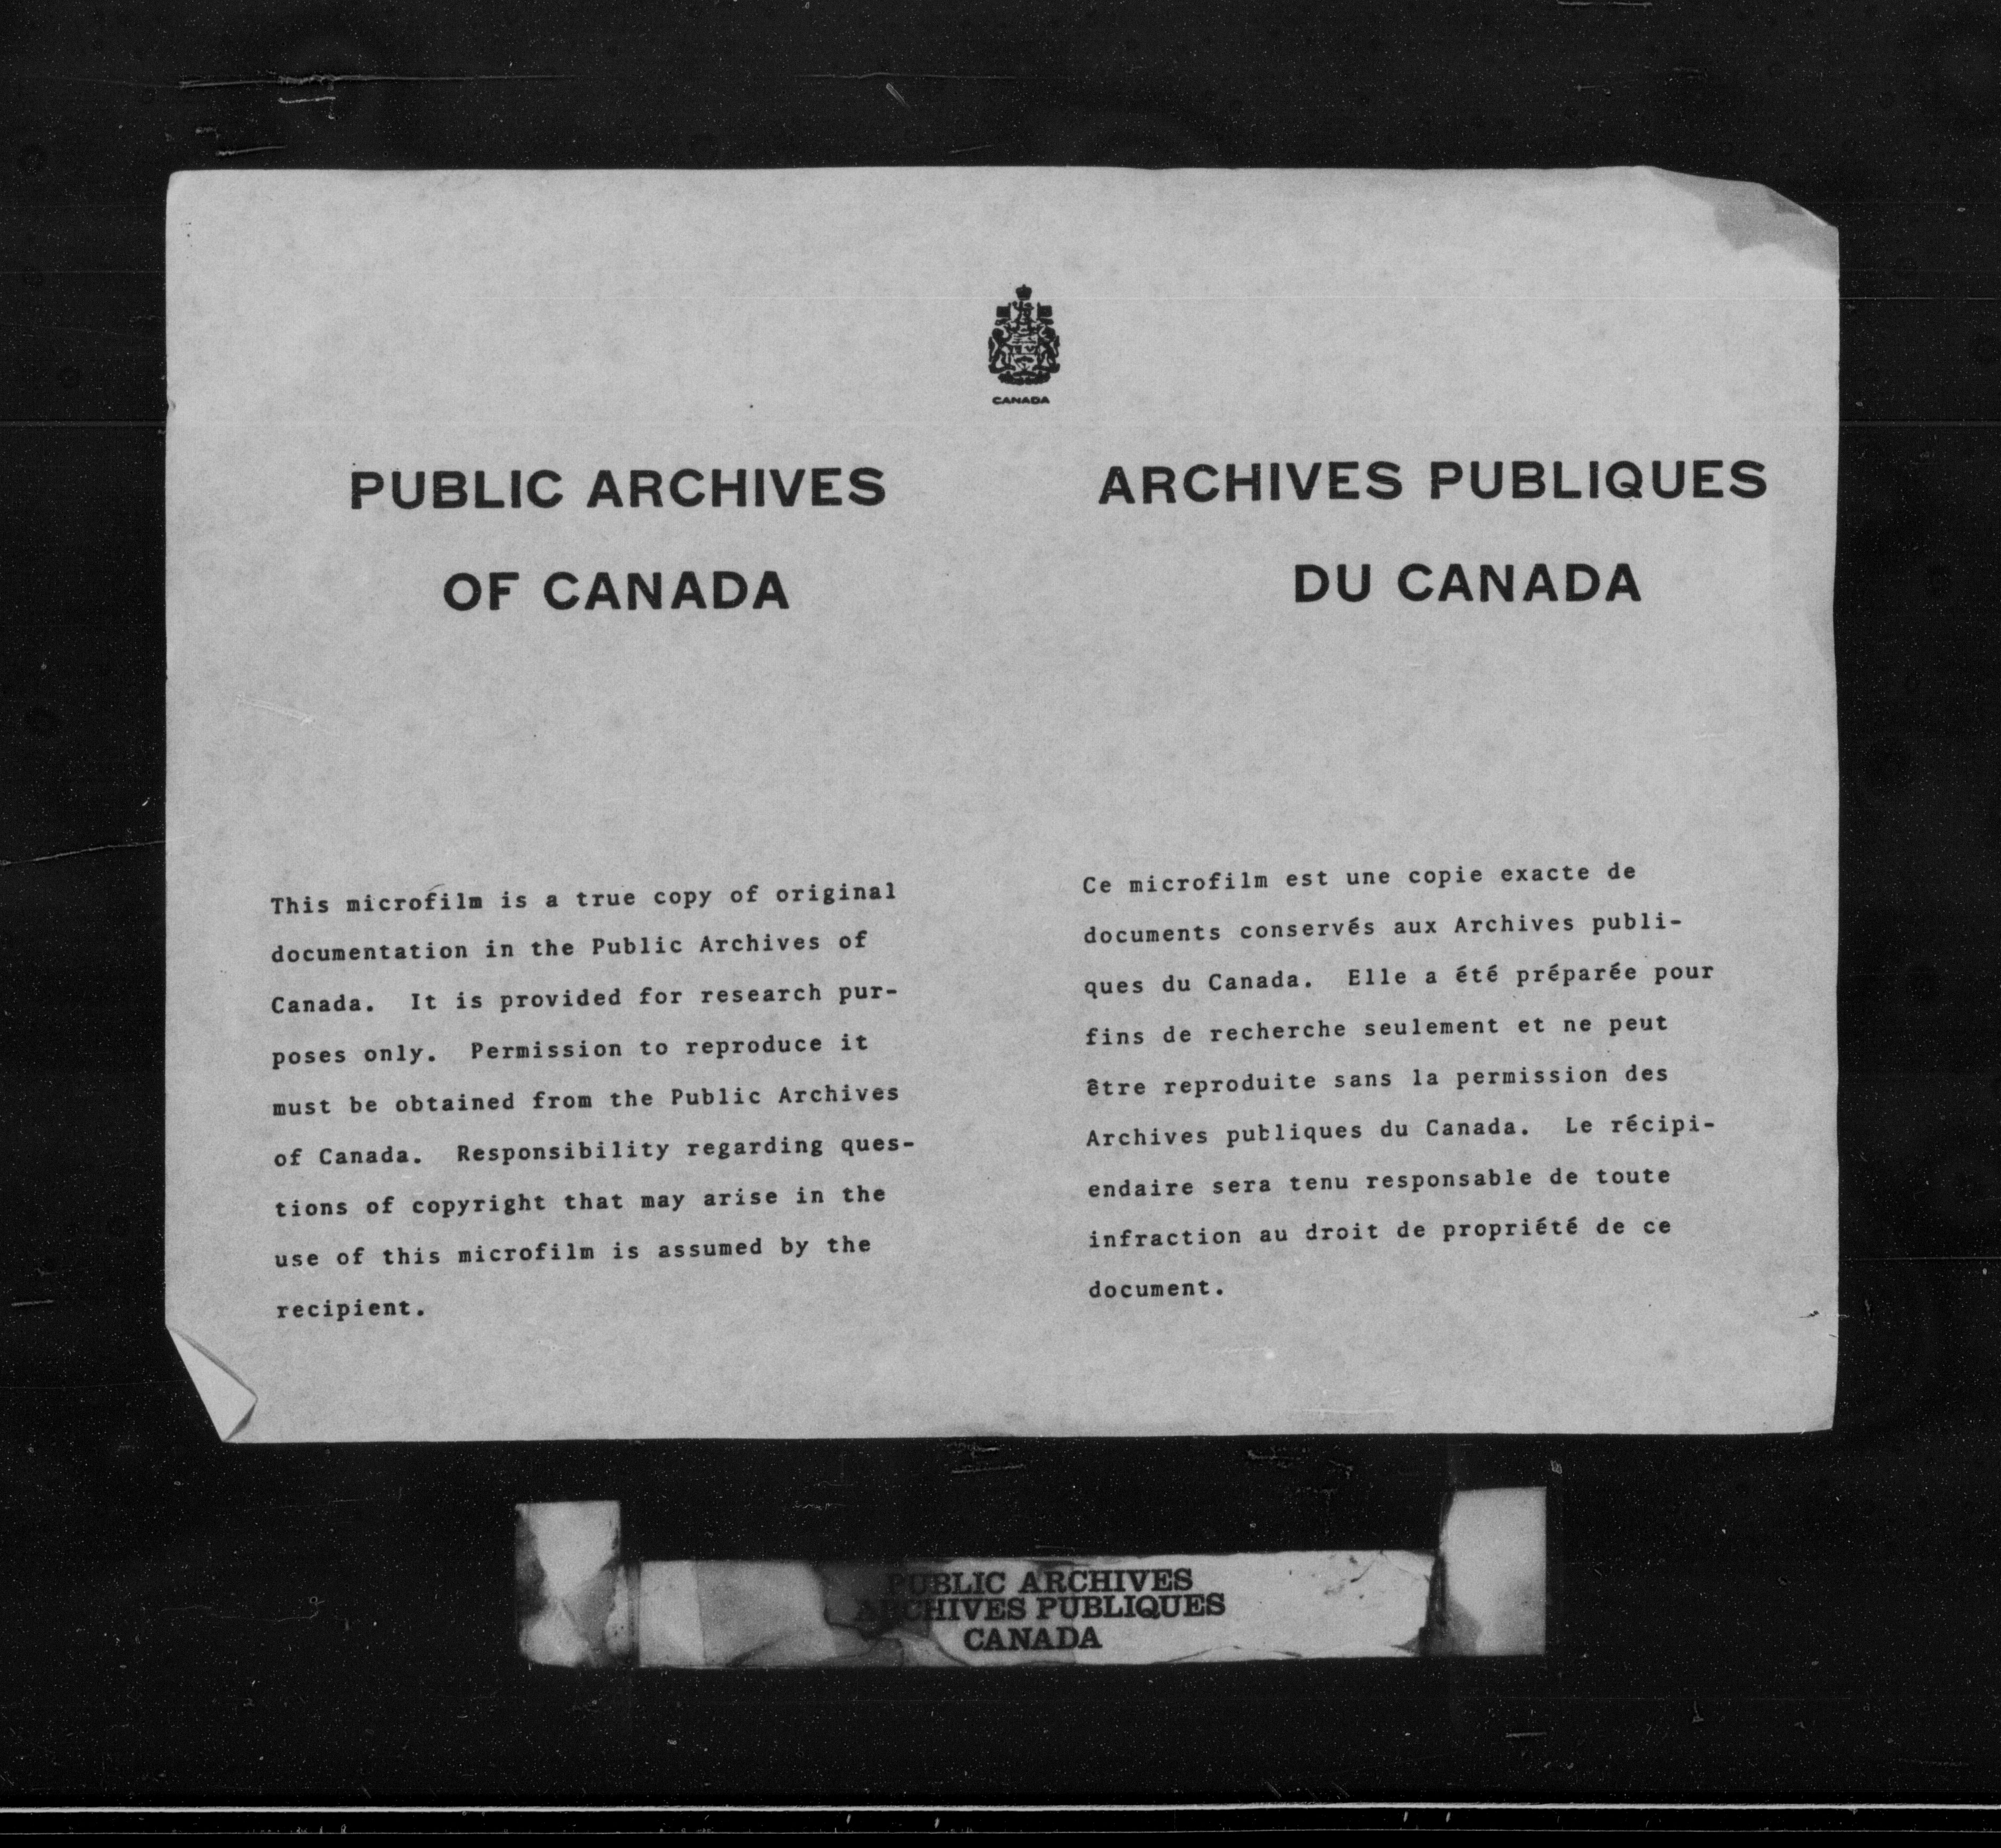 CANADA
PUBLIC ARCHIVES
OF CANADA
This microfilm is a true copy of original
documentation in the Public Archives of
Canada. It is provided for research pur-
poses only. Permission to reproduce it
must be obtained from the Public Archives
of Canada. Responsibility regarding ques-
tions of copyright that may arise in the
use of this microfilm is assumed by the
recipient.
ARCHIVES PUBLIQUES
DU CANADA
Ce microfilm est une copie exacte de
documents conservés aux Archives publi-
ques du Canada. Elle a été préparée pour
fins de recherche seulement et ne peut
être reproduite sans la permission des
Archives publiques du Canada. Le récipi-
endaire sera tenu responsable de toute
infraction au droit de propriété de ce
document.
PUBLIC ARCHIVES
ARCHIVES PUBLIQUES
CANADA